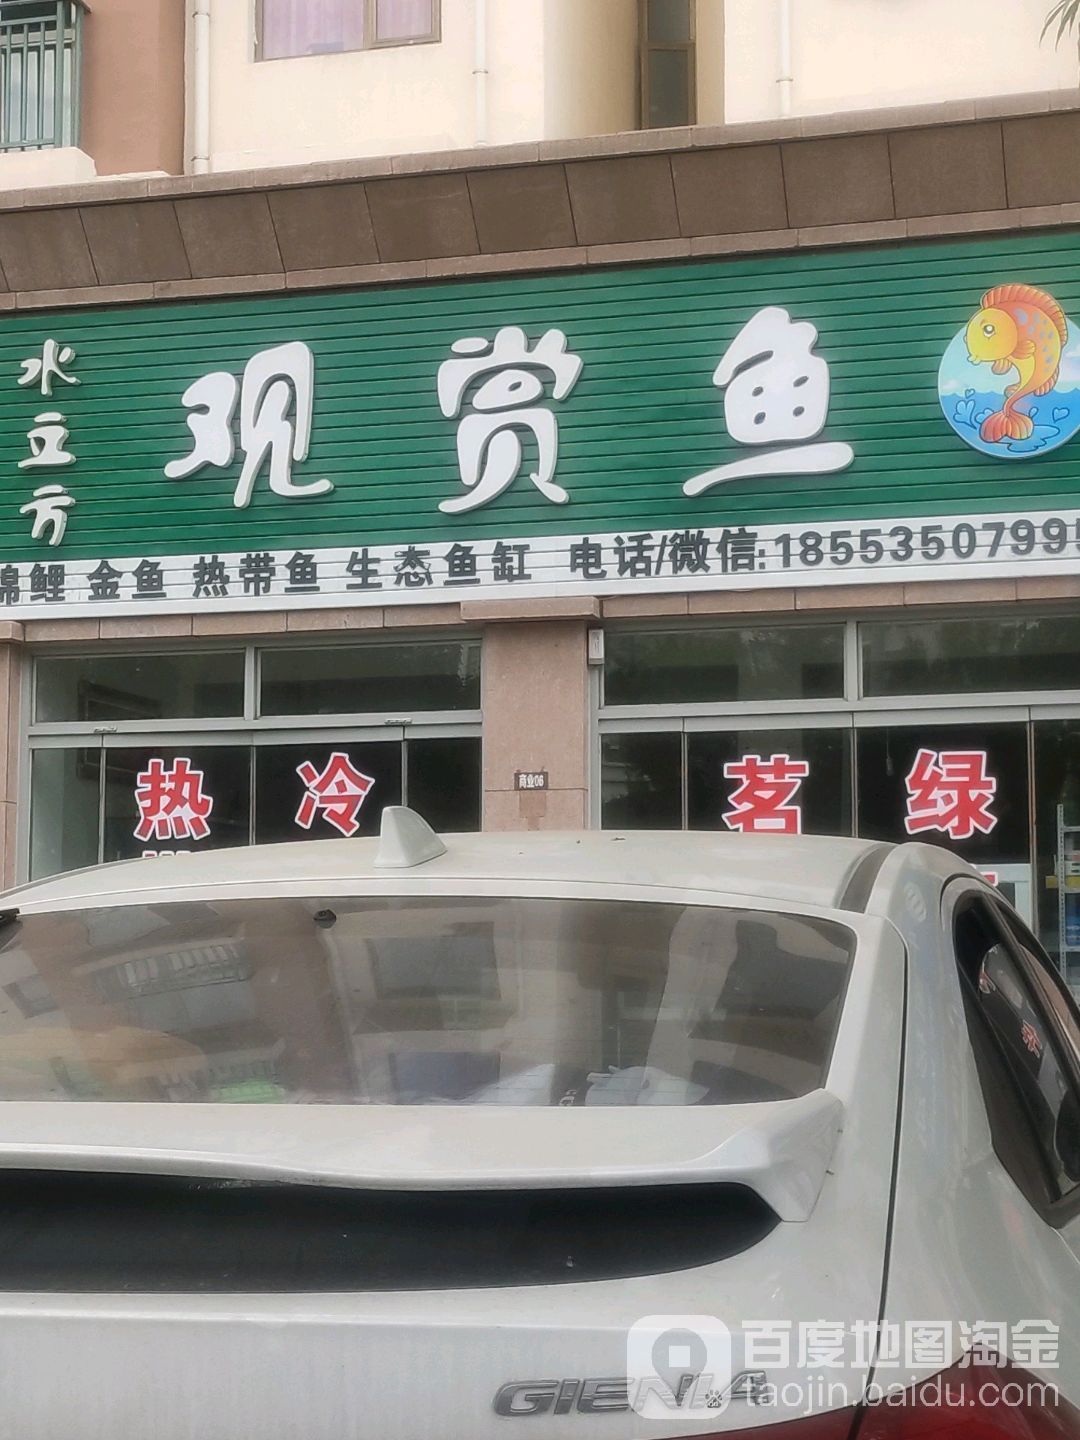 水立方
观赏鱼
锦鲤 金鱼 热带鱼 生态鱼缸 电话/微信:18553507995
热 冷
商业06
茗 绿
GIENIA
百度地图淘金
taojin.baidu.com